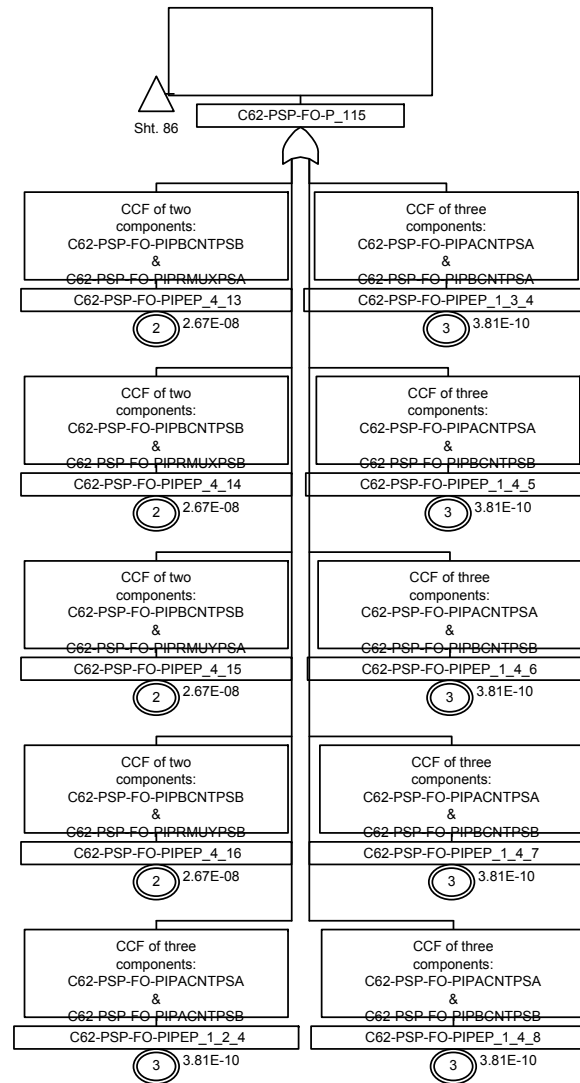 Sht. 86
C62-PSP-FO-P_115
CCF of two
components:
C62-PSP-FO-PIPBCNTPSB
&
C62-PSP-FO-PIPRMUXPSA
C62-PSP-FO-PIPEP_4_13
2
2.67E-08
CCF of three
components:
C62-PSP-FO-PIPACNTPSA
&
C62-PSP-FO-PIPBCNTPSA
C62-PSP-FO-PIPEP_1_3_4
3
3.81E-10
CCF of two
components:
C62-PSP-FO-PIPBCNTPSB
&
C62-PSP-FO-PIPRMUXPSB
C62-PSP-FO-PIPEP_4_14
2
2.67E-08
CCF of three
components:
C62-PSP-FO-PIPACNTPSA
&
C62-PSP-FO-PIPBCNTPSB
C62-PSP-FO-PIPEP_1_4_5
3
3.81E-10
CCF of two
components:
C62-PSP-FO-PIPBCNTPSB
&
C62-PSP-FO-PIPRMUYPSA
C62-PSP-FO-PIPEP_4_15
2
2.67E-08
CCF of three
components:
C62-PSP-FO-PIPACNTPSA
&
C62-PSP-FO-PIPBCNTPSB
C62-PSP-FO-PIPEP_1_4_6
3
3.81E-10
CCF of two
components:
C62-PSP-FO-PIPBCNTPSB
&
C62-PSP-FO-PIPRMUYPSB
C62-PSP-FO-PIPEP_4_16
2
2.67E-08
CCF of three
components:
C62-PSP-FO-PIPACNTPSA
&
C62-PSP-FO-PIPBCNTPSB
C62-PSP-FO-PIPEP_1_4_7
3
3.81E-10
CCF of three
components:
C62-PSP-FO-PIPACNTPSA
&
C62-PSP-FO-PIPACNTPSB
C62-PSP-FO-PIPEP_1_2_4
3
3.81E-10
CCF of three
components:
C62-PSP-FO-PIPACNTPSA
&
C62-PSP-FO-PIPBCNTPSB
C62-PSP-FO-PIPEP_1_4_8
3
3.81E-10